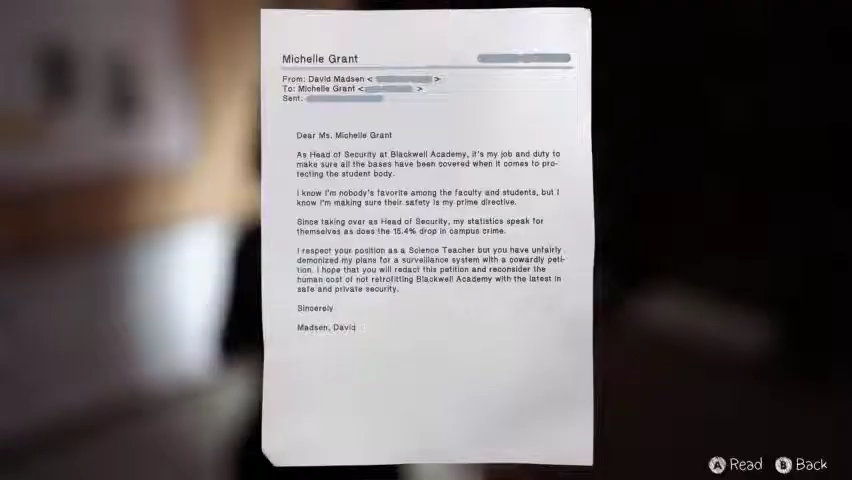 Michelle Grant
From: David Madsen < >
To: Michelle Grant < >
Sent:
Dear Ms. Michelle Grant
As Head of Security at Blackwell Academy, it's my job and duty to
make sure all the bases have been covered when it comes to pro-
tecting the student body.
I know I'm nobody's favorite among the faculty and students, but I
know I'm making sure their safety is my prime directive.
Since taking over as Head of Security, my statistics speak for
themselves as does the 15.4% drop in campus crime.
I respect your position as a Science Teacher but you have unfairly
demonized my plans for a surveillance system with a cowardly peti-
tion. I hope that you will redact this petition and reconsider the
human cost of not retrofitting Blackwell Academy with the latest in
safe and private security.
Sincerely
Madsen, David
A Read B Back